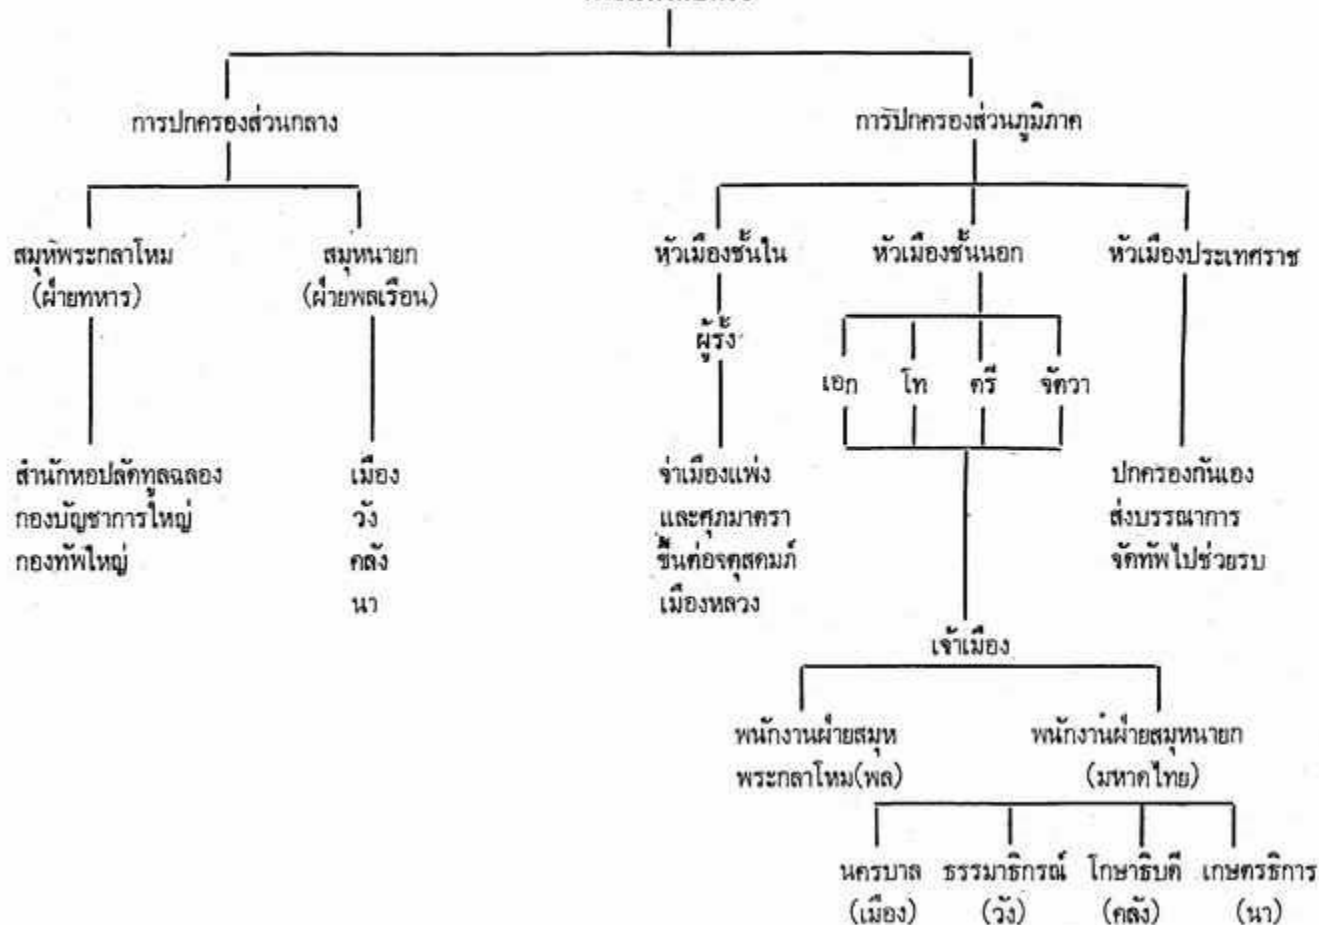 การปกครองส่วนกลาง
การปกครองส่วนภูมิภาค
สมุหพระกลาโหม
(ฝ่ายทหาร)
สมุหนายก
(ฝ่ายพลเรือน)
หัวเมืองชั้นใน
หัวเมืองชั้นนอก
หัวเมืองประเทศราช
ผู้รั้ง
เอก
โท
ตรี
จัตวา
สำนักหอปลัดทูลฉลอง
กองบัญชาการใหญ่
กองทัพใหญ่
เมือง
วัง
คลัง
นา
จ่าเมืองแพ่ง
และศุภมาตรา
ขึ้นต่อจตุสดมภ์
เมืองหลวง
ปกครองกันเอง
ส่งบรรณาการ
จัดทัพไปช่วยรบ
เจ้าเมือง
พนักงานฝ่ายสมุห
พระกลาโหม(พล)
พนักงานฝ่ายสมุหนายก
(มหาดไทย)
นครบาล
(เมือง)
ธรรมาธิกรณ์
(วัง)
โกษาธิบดี
(คลัง)
เกษตรธิการ
(นา)